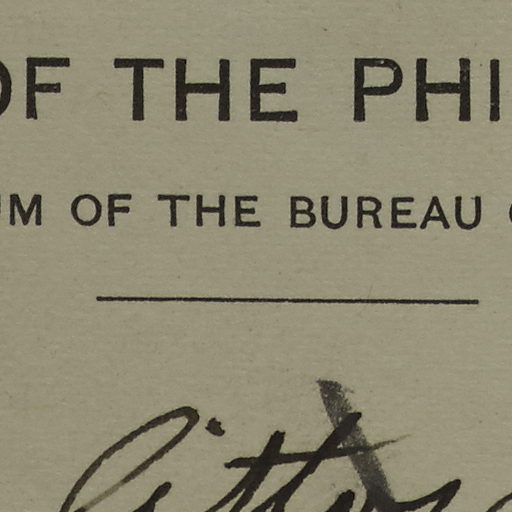 OF THE PHI
UM OF THE BUREAU